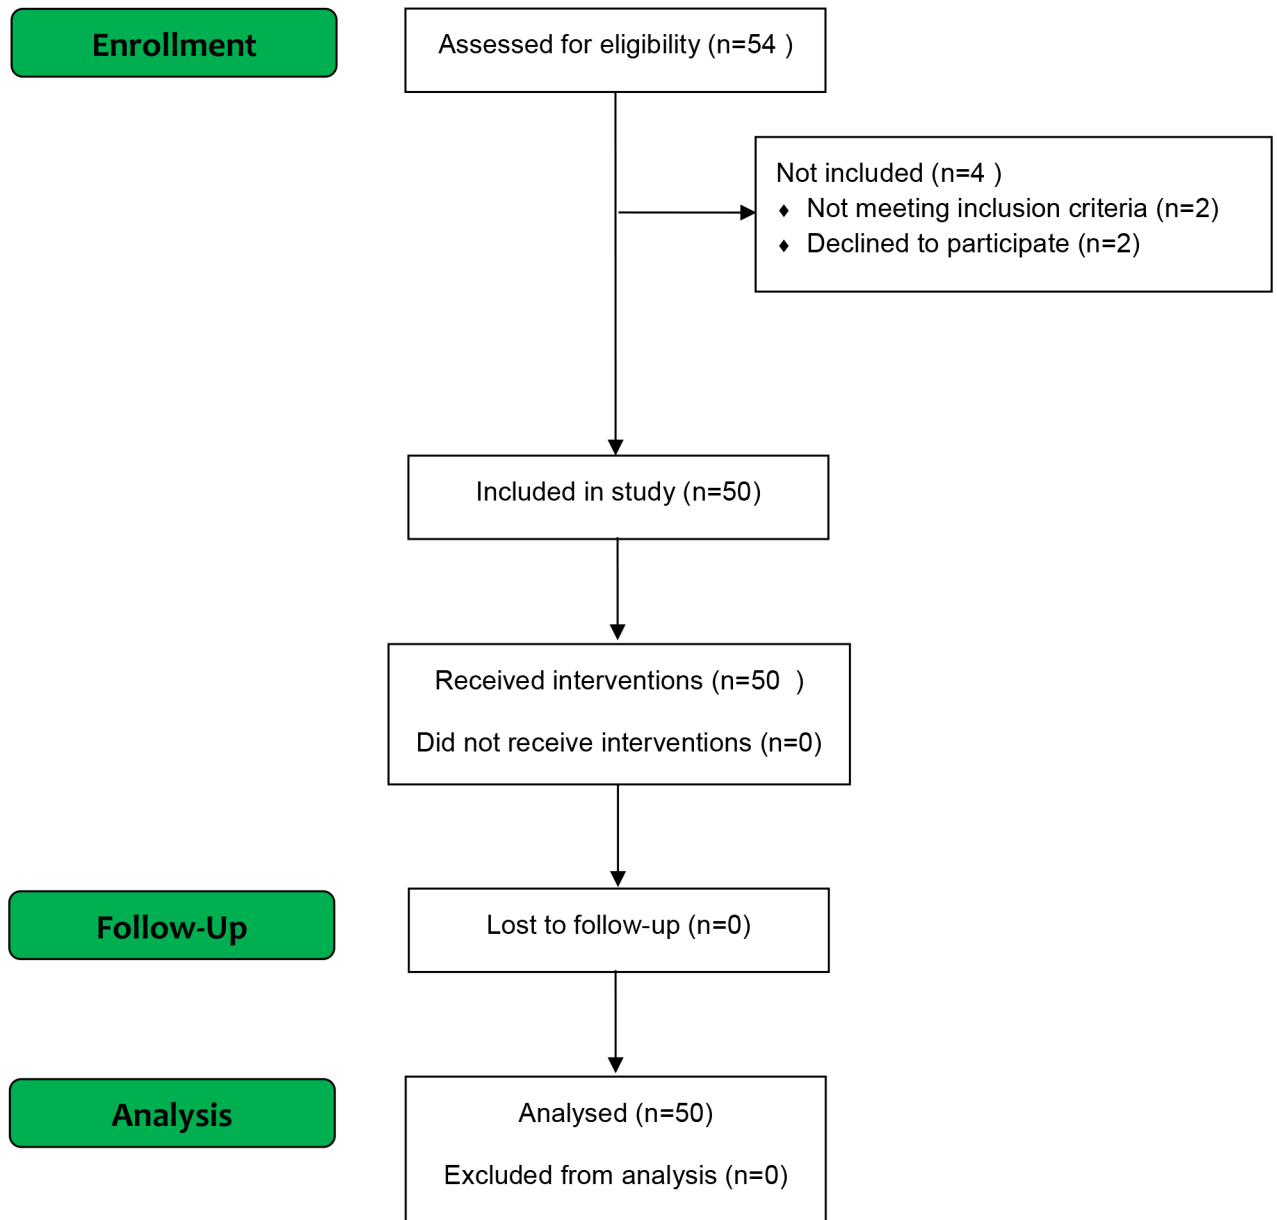 Enrollment
Assessed for eligibility (n=54 )
Not included (n=4 )
♦ Not meeting inclusion criteria (n=2)
♦ Declined to participate (n=2)
Included in study (n=50)
Received interventions (n=50  )
Did not receive interventions (n=0)
Follow-Up
Lost to follow-up (n=0)
Analysis
Analysed (n=50)
Excluded from analysis (n=0)